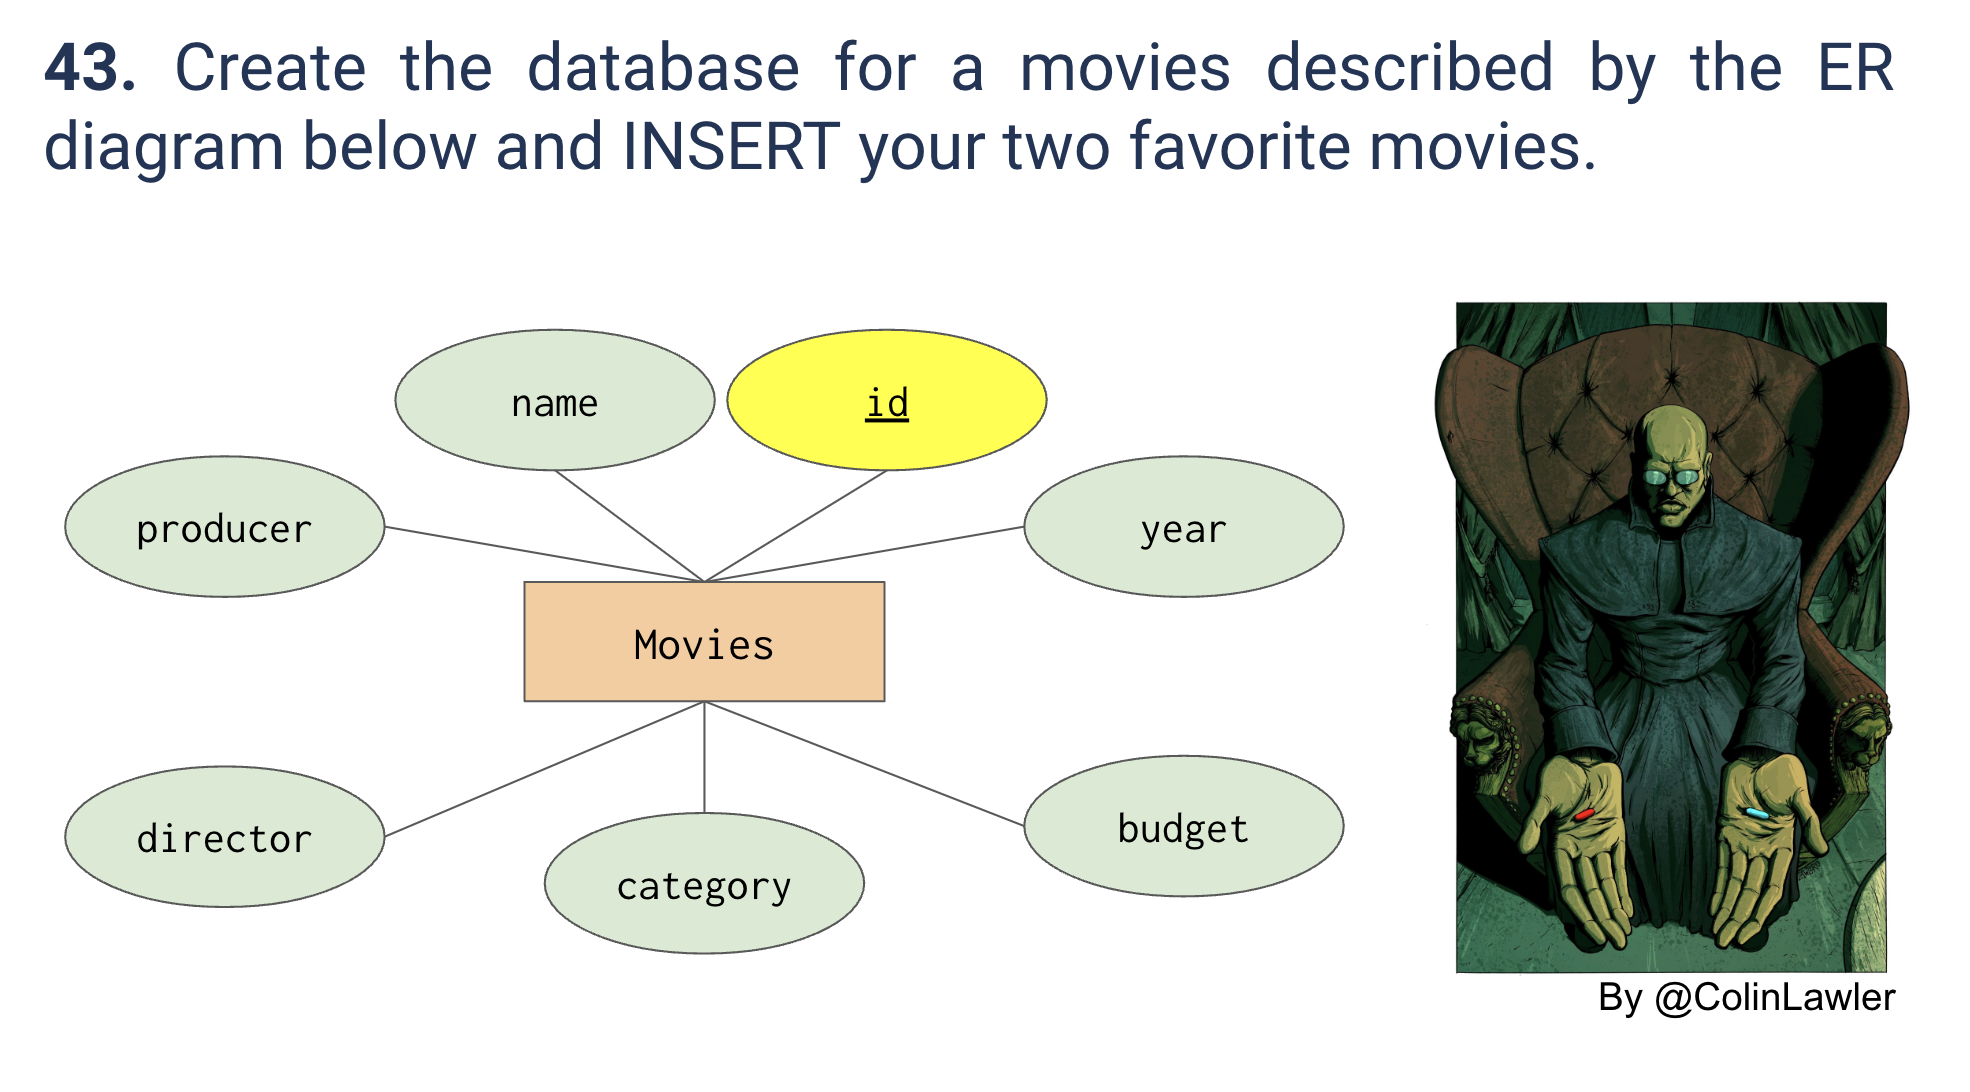 43. Create the database for a movies described by the ER
diagram below and INSERT your two favorite movies.
name
id
producer
year
Movies
director
category
budget
By @ColinLawler